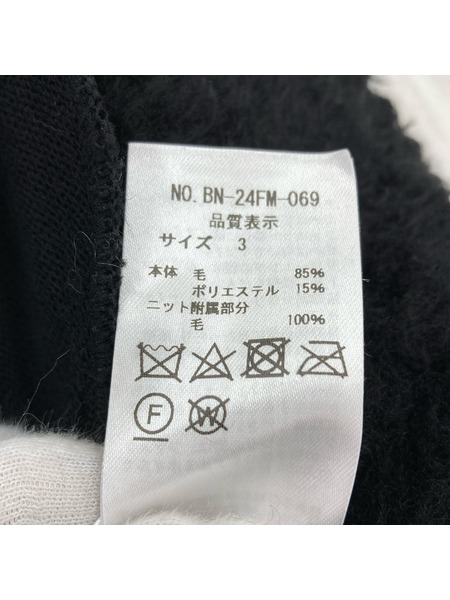 NO. BN-24FM-069
品質表示
サイズ 3
本体 毛 85%
ポリエステル 15%
ニット附属部分
毛 100%
F W